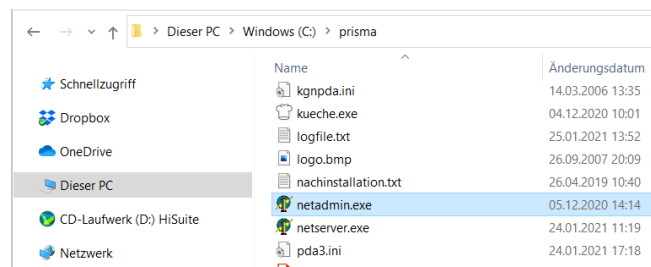 Dieser PC > Windows (C:) > prisma
Name Änderungsdatum
Schnellzugriff
kgnpda.ini 14.03.2006 13:35
kueche.exe 04.12.2020 10:01
Dropbox
logfile.txt 25.01.2021 13:52
OneDrive
logo.bmp 26.09.2007 20:09
Dieser PC
nachinstallation.txt 26.04.2019 10:40
netadmin.exe 05.12.2020 14:14
CD-Laufwerk (D:) HiSuite
netserver.exe 24.01.2021 11:19
Netzwerk
pda3.ini 24.01.2021 17:18